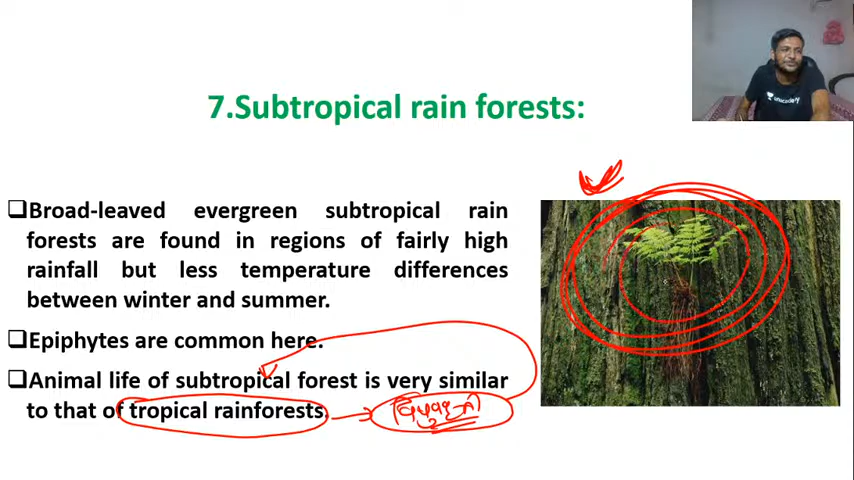 7.Subtropical rain forests:
❑Broad-leaved evergreen subtropical rain
forests are found in regions of fairly high
rainfall but less temperature differences
between winter and summer.
❑Epiphytes are common here.
❑Animal life of subtropical forest is very similar
to that of tropical rainforests.
unacademy